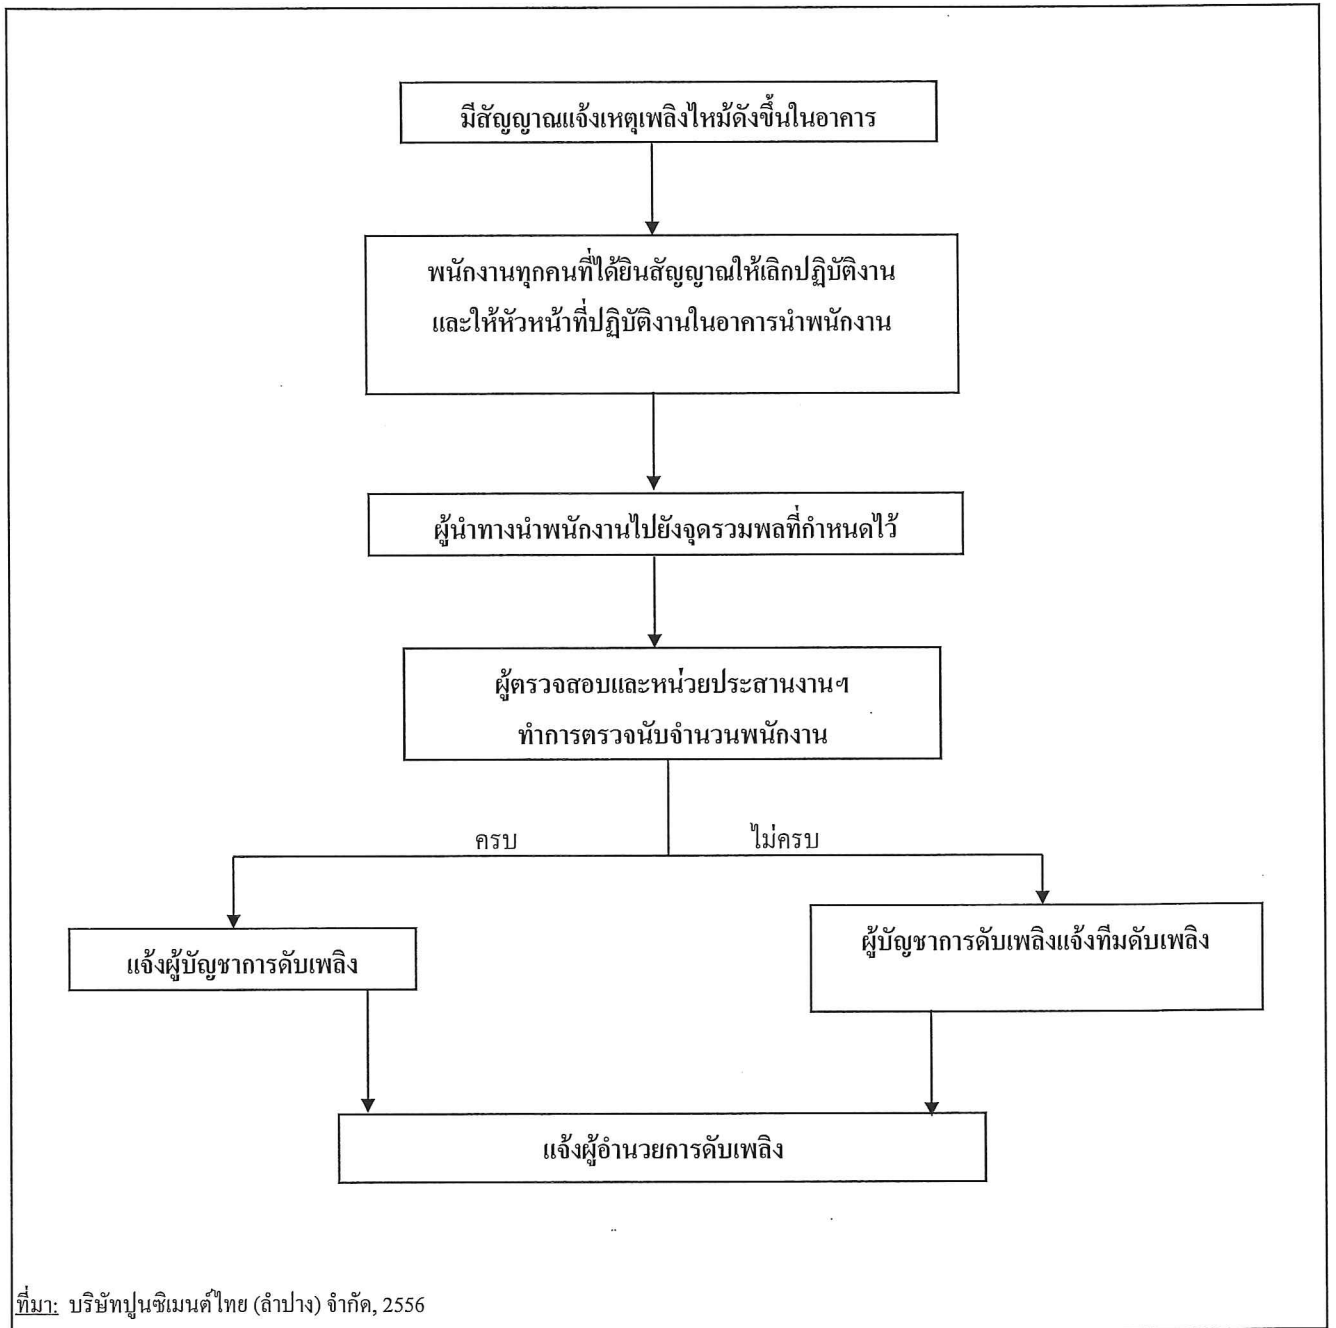 มีสัญญาณแจ้งเหตุเพลิงไหม้ดังขึ้นในอาคาร
พนักงานทุกคนที่ได้ยินสัญญาณให้เลิกปฏิบัติงาน
และให้หัวหน้าที่ปฏิบัติงานในอาคารนำพนักงาน
ผู้นำทางนำพนักงานไปยังจุดรวมพลที่กำหนดไว้
ผู้ตรวจสอบและหน่วยประสานงานฯ
ทำการตรวจนับจำนวนพนักงาน
ครบ
ไม่ครบ
แจ้งผู้บัญชาการดับเพลิง
ผู้บัญชาการดับเพลิงแจ้งทีมดับเพลิง
แจ้งผู้อำนวยการดับเพลิง
ที่มา: บริษัทปูนซิเมนต์ไทย (ลำปาง) จำกัด, 2556